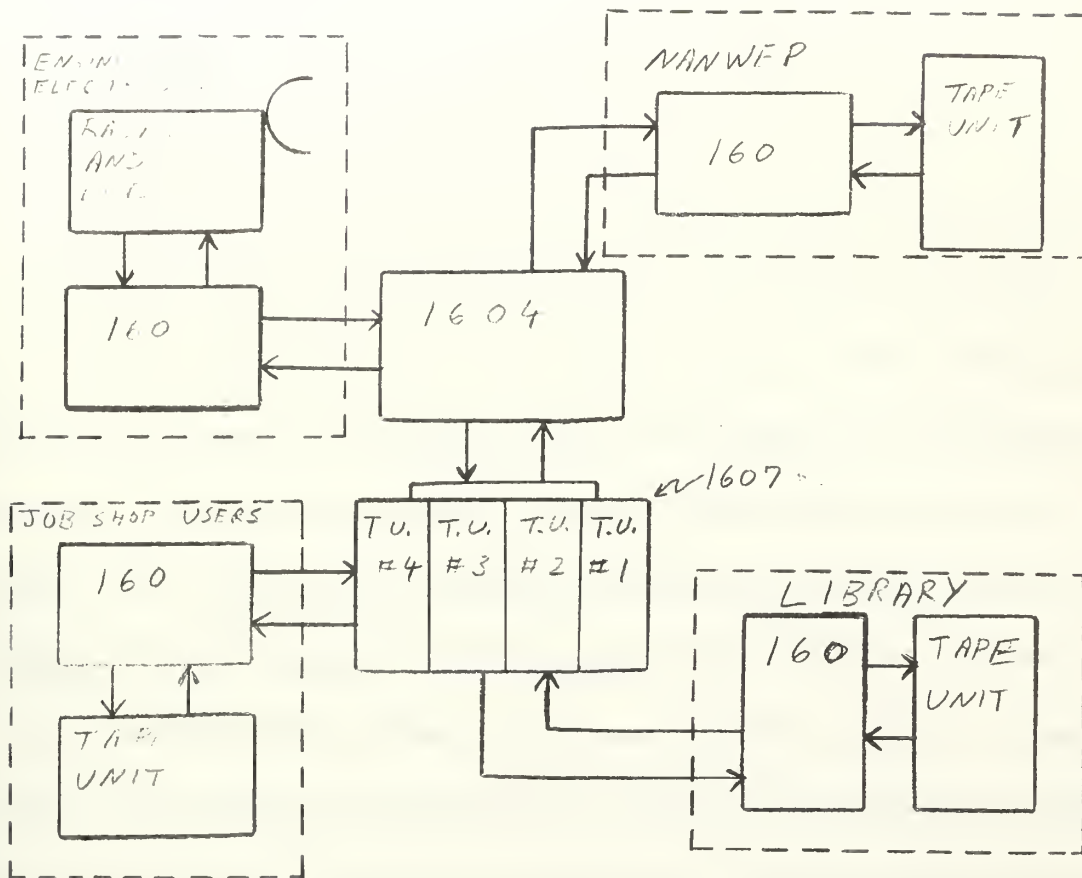 NANWEP
160
TAPE
UNIT
AND
160
1604
1607
JOB SHOP USERS
160
UNIT
T.U. T.U. T.U. T.U.
#4 #3 #2 #1
LIBRARY
160
TAPE
UNIT